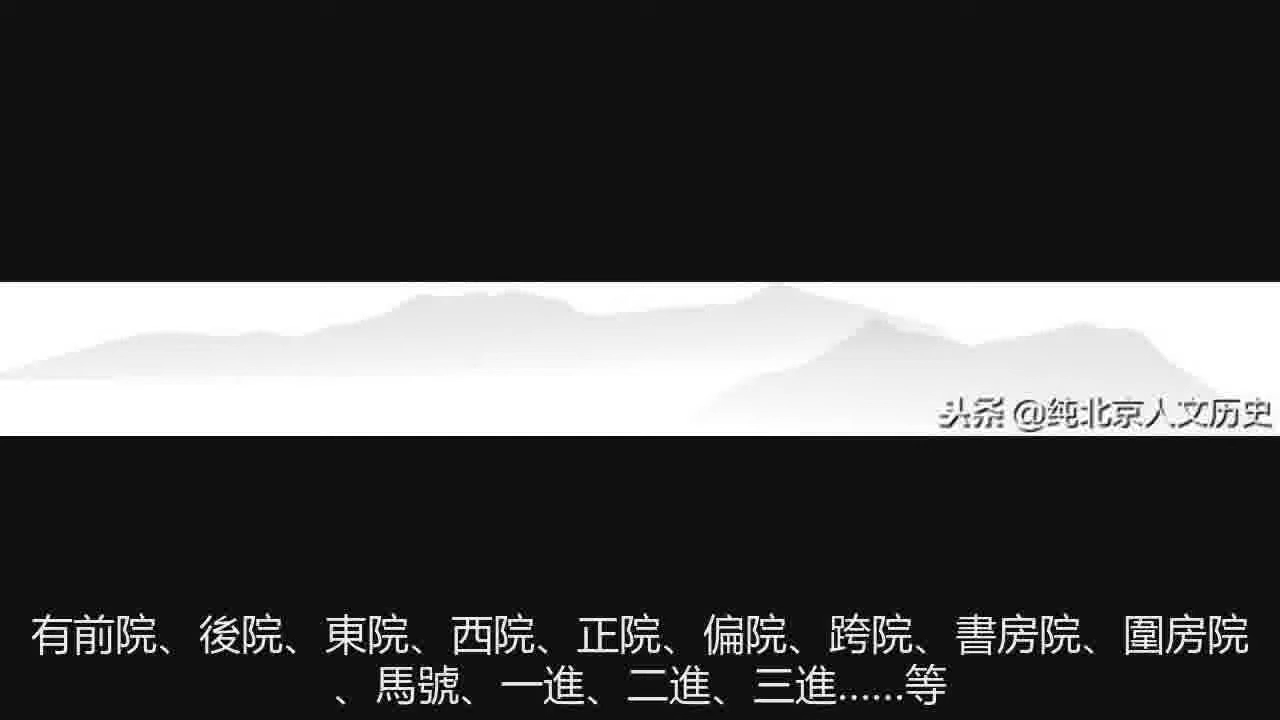 头条 @纯北京人文历史
有前院、後院、東院、西院、正院、偏院、跨院、書房院、圍房院
、馬號、一進、二進、三進......等